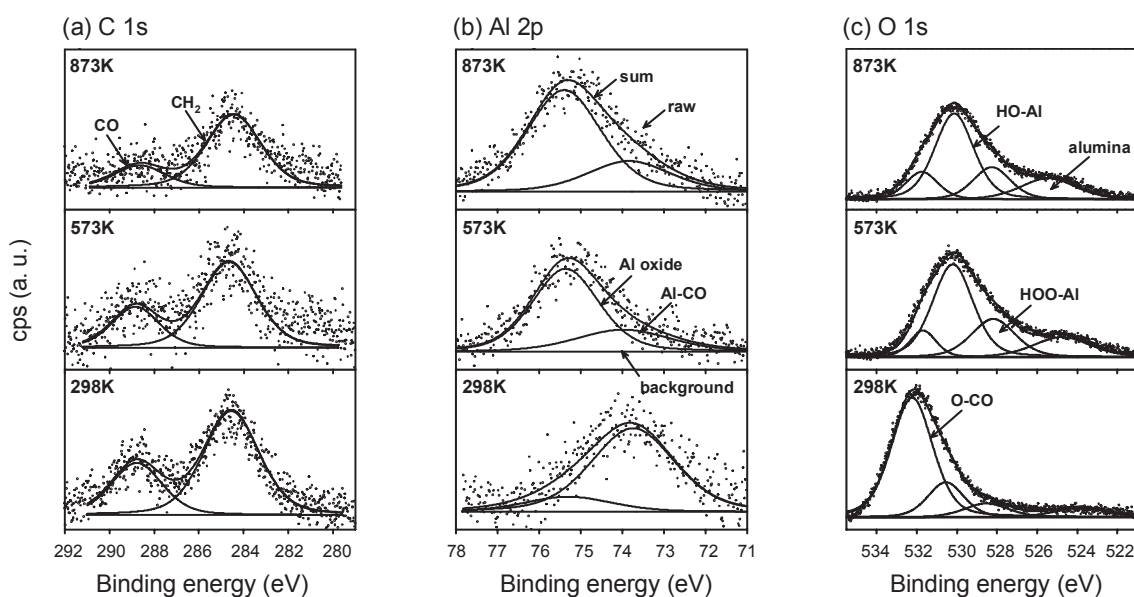 (a) C 1s
(b) Al 2p
(c) O 1s
cps (a. u.)
873K
CO
CH2
573K
298K
292 290 288 286 284 282 280
Binding energy (eV)
873K
sum
raw
573K
Al oxide
Al-CO
298K
background
78 77 76 75 74 73 72 71
Binding energy (eV)
873K
HO-Al
alumina
573K
HOO-Al
298K
O-CO
534 532 530 528 526 524 522
Binding energy (eV)